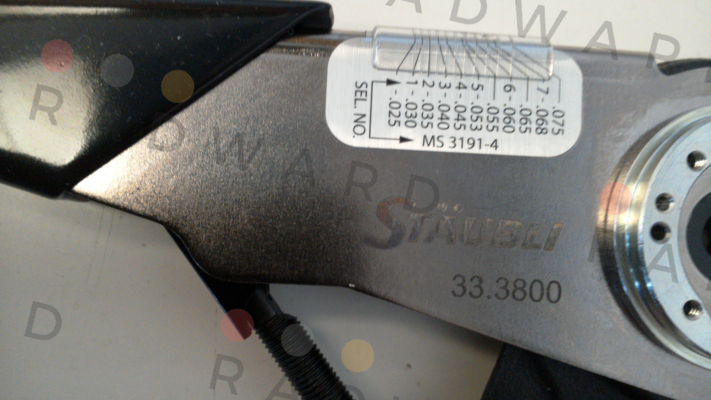 .075
7 - .068
.065
6 - .060
.055
5 - .053
4 - .045
3 - .040
2 - .035
1 - .030
.025
SEL. NO.
MS 3191-4
STÄUBLI
33.3800
RADWARD